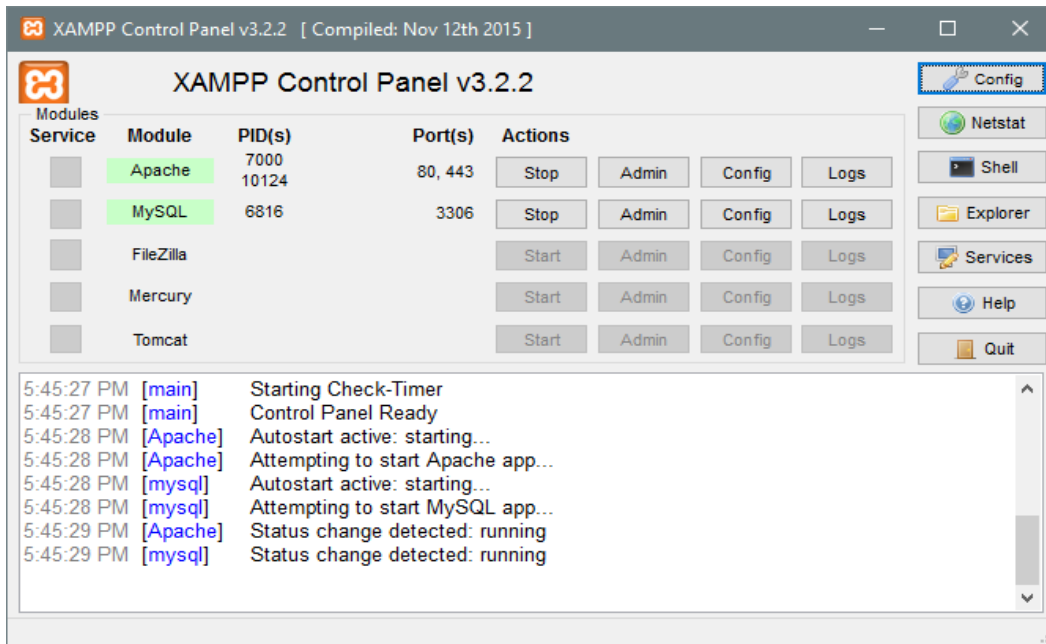 XAMPP Control Panel v3.2.2 [ Compiled: Nov 12th 2015 ]
XAMPP Control Panel v3.2.2
Config
Modules
Service Module PID(s) Port(s) Actions
Netstat
Apache 7000 10124 80, 443 Stop Admin Config Logs
Shell
MySQL 6816 3306 Stop Admin Config Logs
Explorer
FileZilla Start Admin Config Logs
Services
Mercury Start Admin Config Logs
Help
Tomcat Start Admin Config Logs
Quit
5:45:27 PM [main] Starting Check-Timer
5:45:27 PM [main] Control Panel Ready
5:45:28 PM [Apache] Autostart active: starting...
5:45:28 PM [Apache] Attempting to start Apache app...
5:45:28 PM [mysql] Autostart active: starting...
5:45:28 PM [mysql] Attempting to start MySQL app...
5:45:29 PM [Apache] Status change detected: running
5:45:29 PM [mysql] Status change detected: running